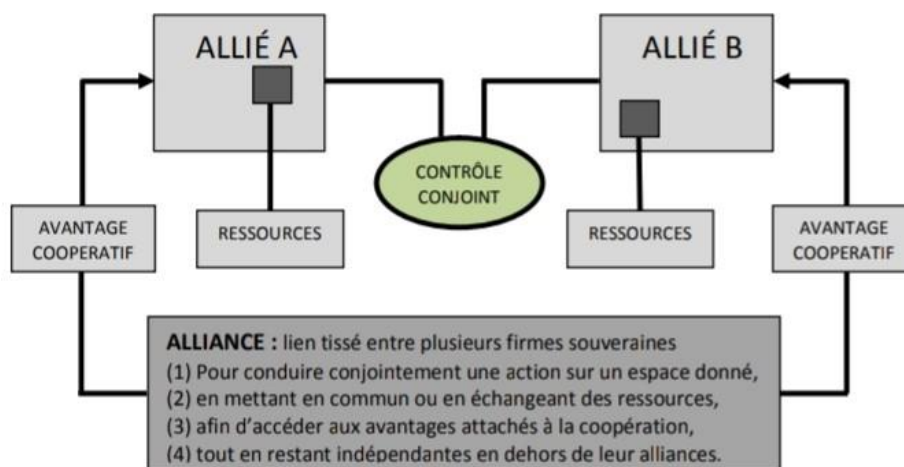 ALLIÉ A
ALLIÉ B
CONTRÔLE
CONJOINT
AVANTAGE
COOPERATIF
RESSOURCES
RESSOURCES
AVANTAGE
COOPERATIF
ALLIANCE : lien tissé entre plusieurs firmes souveraines
(1) Pour conduire conjointement une action sur un espace donné,
(2) en mettant en commun ou en échangeant des ressources,
(3) afin d'accéder aux avantages attachés à la coopération,
(4) tout en restant indépendantes en dehors de leur alliances.